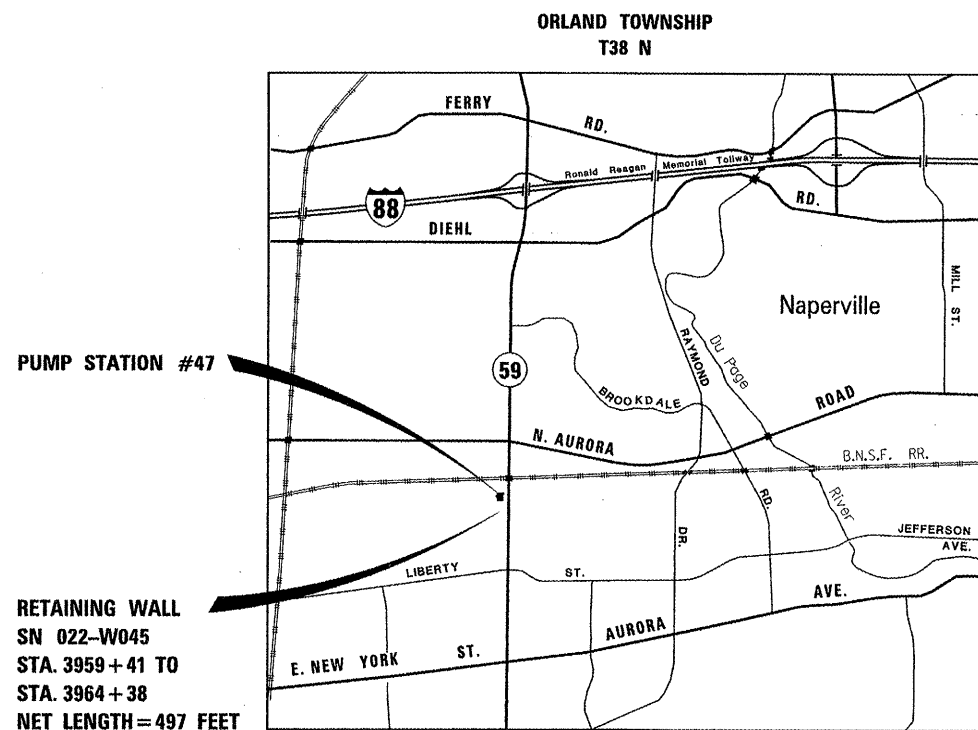 ORLAND TOWNSHIP
T38 N
FERRY
RD.
Ronald Reagan Memorial Tollway
88
RD.
DIEHL
MILL ST.
Naperville
PUMP STATION #47
59
RAYMOND
Du Page
BROOKDALE
ROAD
N. AURORA
B.N.S.F. RR.
RD.
River
DR.
JEFFERSON
AVE.
LIBERTY
ST.
AVE.
AURORA
E. NEW YORK ST.
RETAINING WALL
SN 022-W045
STA. 3959+41 TO
STA. 3964+38
NET LENGTH=497 FEET